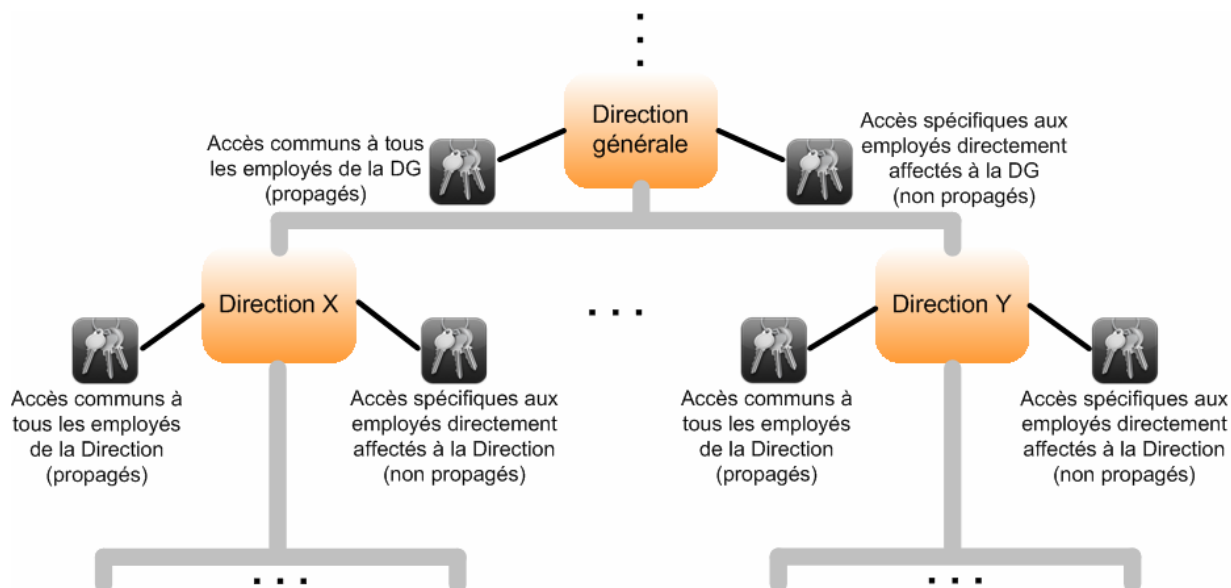 Direction
générale
Accès communs à tous
les employés de la DG
(propagés)
Accès spécifiques aux
employés directement
affectés à la DG
(non propagés)
Direction X
. . .
Direction Y
Accès communs à
tous les employés
de la Direction
(propagés)
Accès spécifiques aux
employés directement
affectés à la Direction
(non propagés)
Accès communs à
tous les employés
de la Direction
(propagés)
Accès spécifiques aux
employés directement
affectés à la Direction
(non propagés)
. . .
. . .